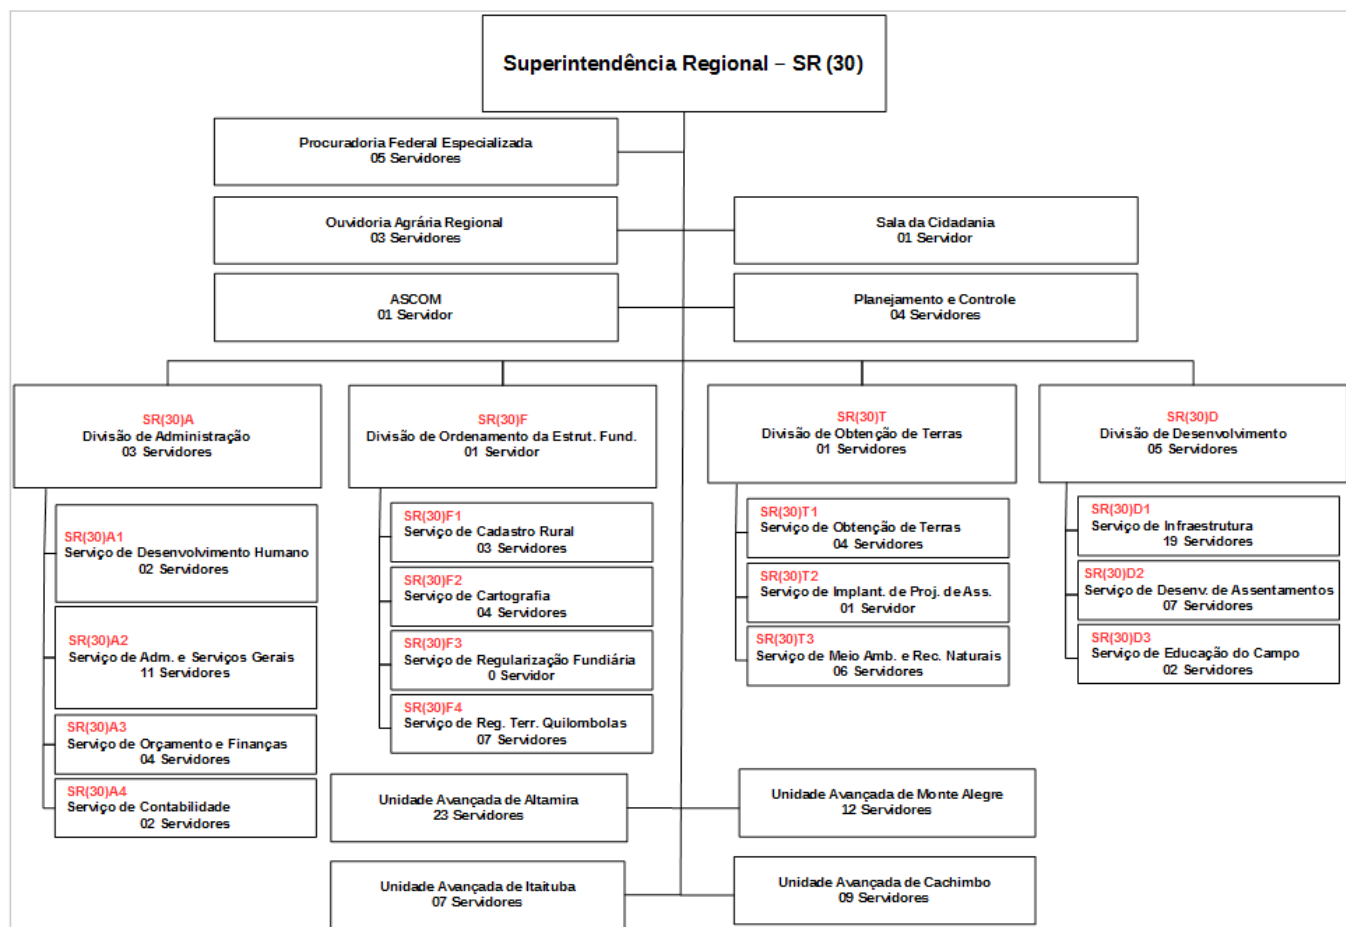 Superintendência Regional – SR (30)
Procuradoria Federal Especializada
05 Servidores
Ouvidoria Agrária Regional
03 Servidores
Sala da Cidadania
01 Servidor
ASCOM
01 Servidor
Planejamento e Controle
04 Servidores
SR(30)A
Divisão de Administração
03 Servidores
SR(30)F
Divisão de Ordenamento da Estrut. Fund.
01 Servidor
SR(30)T
Divisão de Obtenção de Terras
01 Servidores
SR(30)D
Divisão de Desenvolvimento
05 Servidores
SR(30)A1
Serviço de Desenvolvimento Humano
02 Servidores
SR(30)A2
Serviço de Adm. e Serviços Gerais
11 Servidores
SR(30)A3
Serviço de Orçamento e Finanças
04 Servidores
SR(30)A4
Serviço de Contabilidade
02 Servidores
SR(30)F1
Serviço de Cadastro Rural
03 Servidores
SR(30)F2
Serviço de Cartografia
04 Servidores
SR(30)F3
Serviço de Regularização Fundiária
0 Servidor
SR(30)F4
Serviço de Reg. Terr. Quilombolas
07 Servidores
SR(30)T1
Serviço de Obtenção de Terras
04 Servidores
SR(30)T2
Serviço de Implant. de Proj. de Ass.
01 Servidor
SR(30)T3
Serviço de Meio Amb. e Rec. Naturais
06 Servidores
SR(30)D1
Serviço de Infraestrutura
19 Servidores
SR(30)D2
Serviço de Desenv. de Assentamentos
07 Servidores
SR(30)D3
Serviço de Educação do Campo
02 Servidores
Unidade Avançada de Altamira
23 Servidores
Unidade Avançada de Monte Alegre
12 Servidores
Unidade Avançada de Itaituba
07 Servidores
Unidade Avançada de Cachimbo
09 Servidores